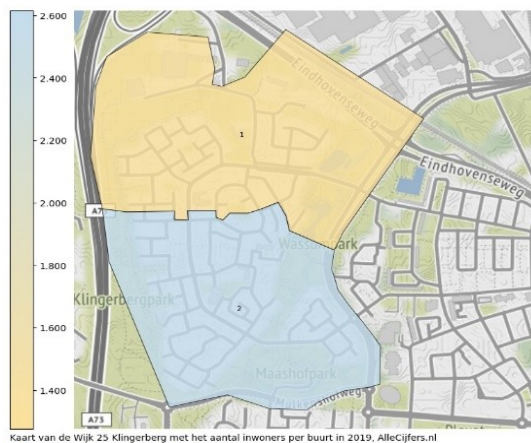 2.600
2.400
2.200
2.000
1.800
1.600
1.400
Eindhovenseweg
1
Eindhovenseweg
A73
Klingerbergpark
2
Maashofpark
A73
Kaart van de Wijk 25 Klingerberg met het aantal inwoners per buurt in 2019, AlleCijfers.nl